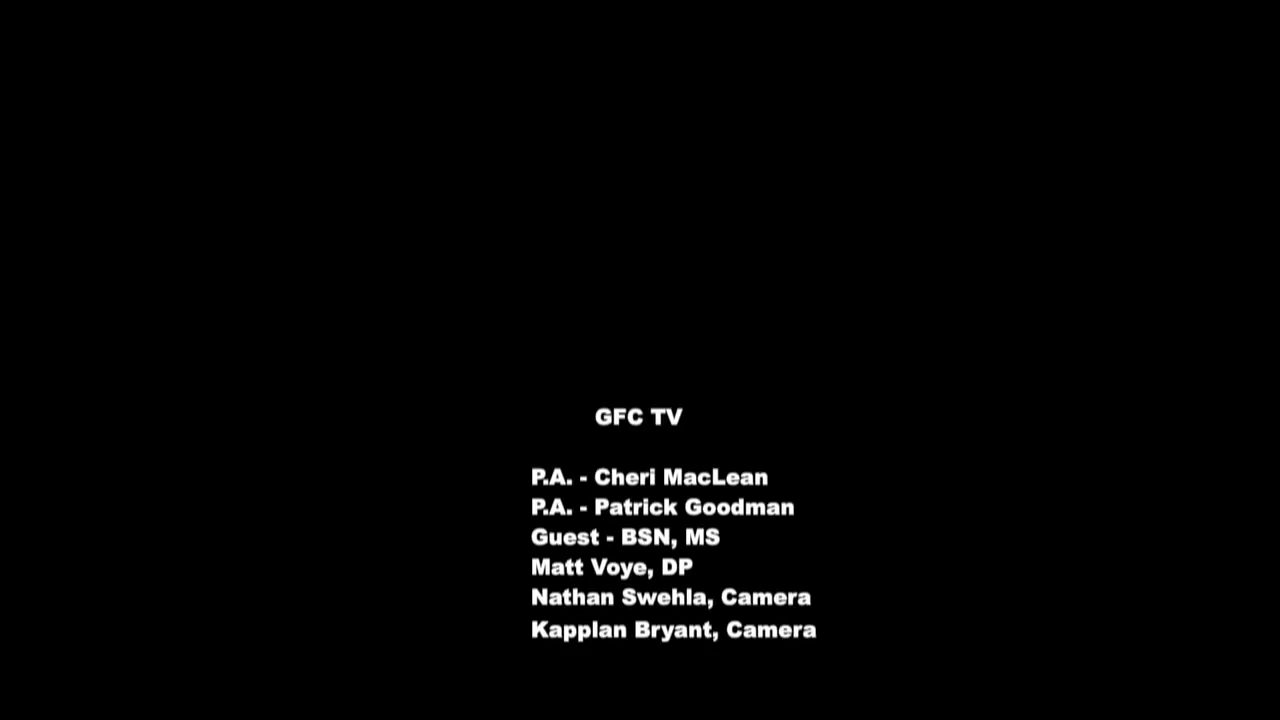 GFC TV
P.A. - Cheri MacLean
P.A. - Patrick Goodman
Guest - BSN, MS
Matt Voye, DP
Nathan Swehla, Camera
Kapplan Bryant, Camera